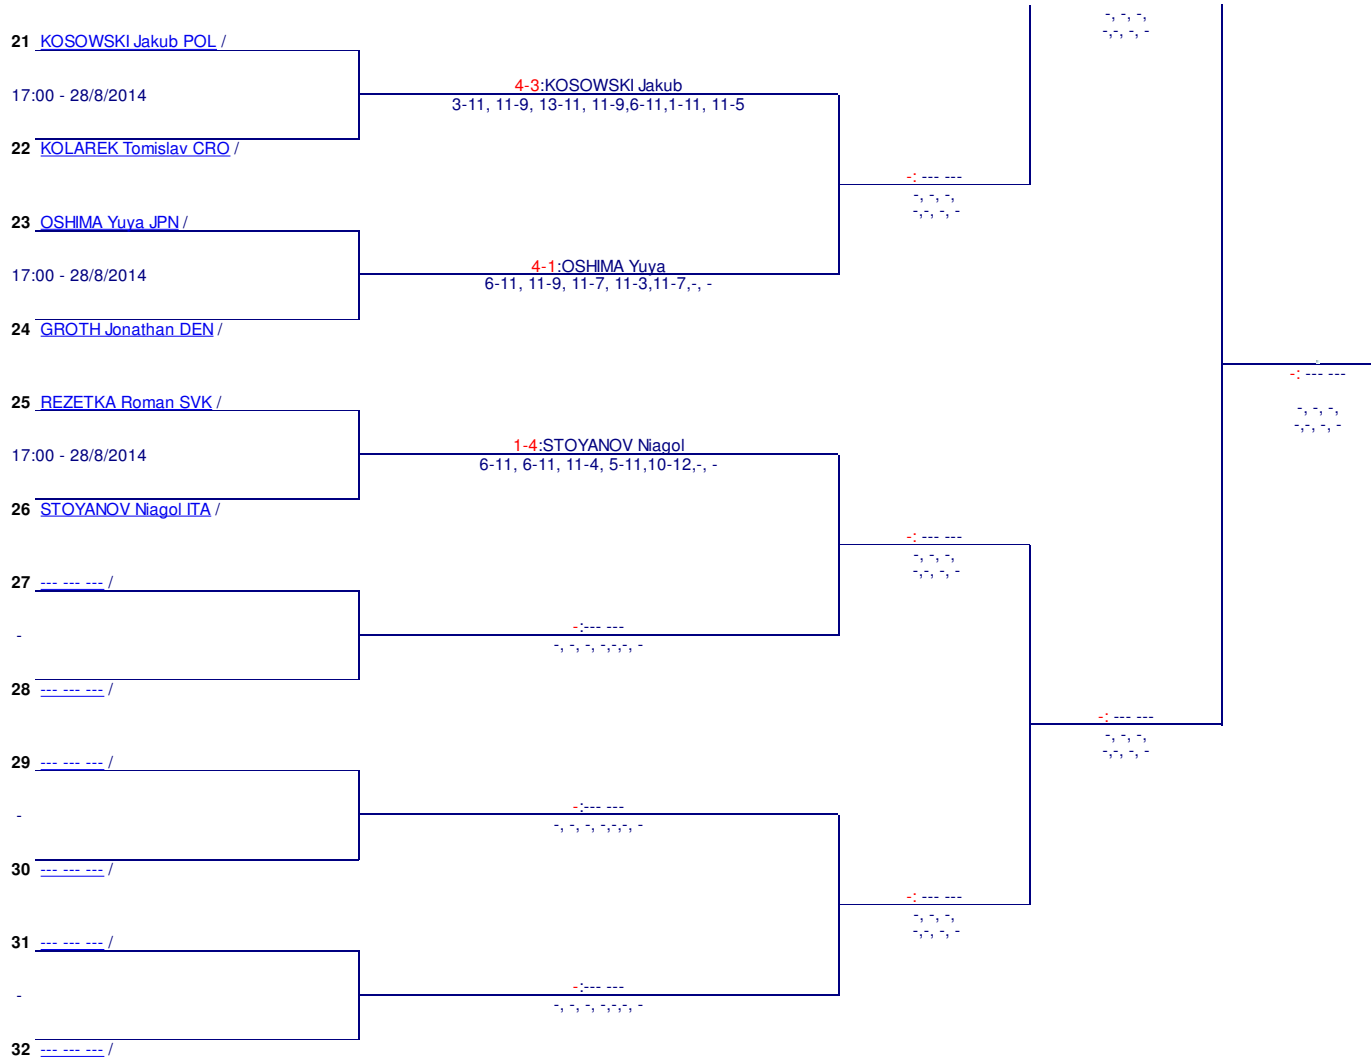 -, -, -,
-,-, -, -
21 KOSOWSKI Jakub POL /
17:00 - 28/8/2014
4-3:KOSOWSKI Jakub
3-11, 11-9, 13-11, 11-9,6-11,1-11, 11-5
22 KOLAREK Tomislav CRO /
-: --- ---
-, -, -,
-,-, -, -
23 OSHIMA Yuya JPN /
17:00 - 28/8/2014
4-1:OSHIMA Yuya
6-11, 11-9, 11-7, 11-3,11-7,-, -
24 GROTH Jonathan DEN /
-: --- ---
-, -, -,
-,-, -, -
25 REZETKA Roman SVK /
17:00 - 28/8/2014
1-4:STOYANOV Niagol
6-11, 6-11, 11-4, 5-11,10-12,-, -
26 STOYANOV Niagol ITA /
-: --- ---
-, -, -,
-,-, -, -
27 --- --- --- /
-
-:--- ---
-, -, -, -,-,-, -
28 --- --- --- /
-: --- ---
-, -, -,
-,-, -, -
29 --- --- --- /
-
-:--- ---
-, -, -, -,-,-, -
30 --- --- --- /
-: --- ---
-, -, -,
-,-, -, -
31 --- --- --- /
-
-:--- ---
-, -, -, -,-,-, -
32 --- --- --- /